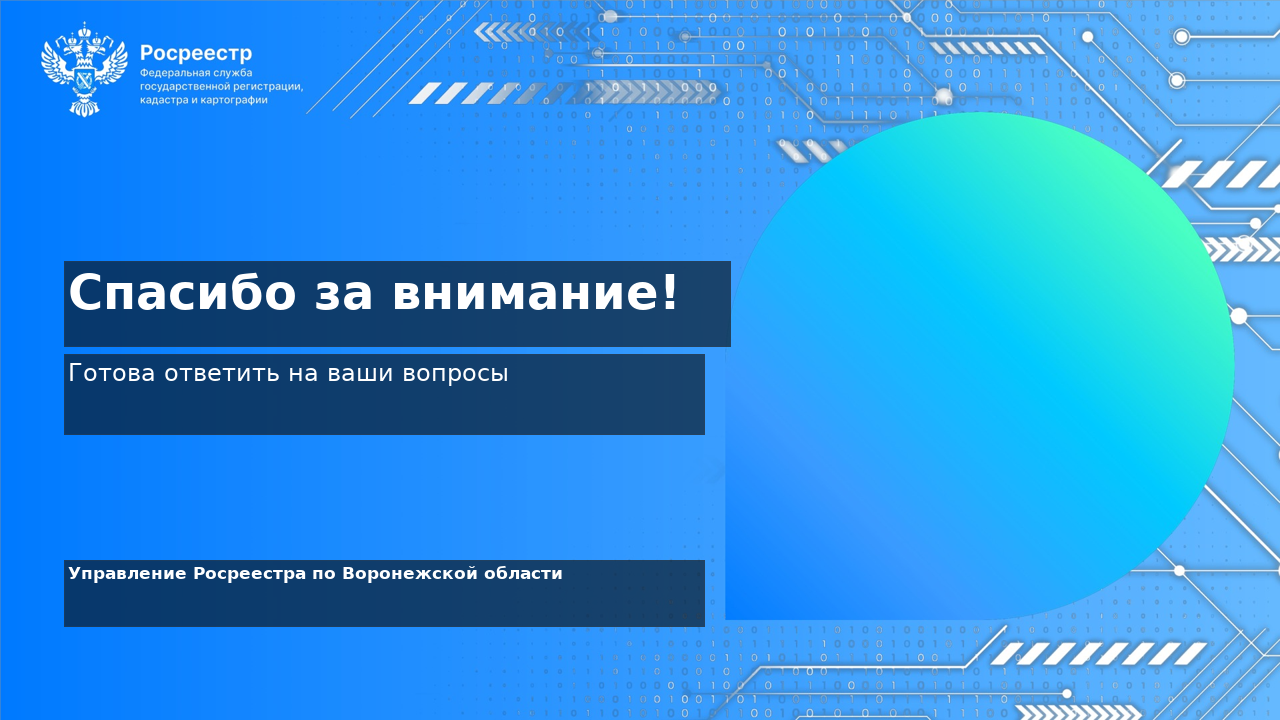 Росреестр
Федеральная служба
государственной регистрации,
кадастра и картографии
Спасибо за внимание!
Готова ответить на ваши вопросы
Управление Росреестра по Воронежской области